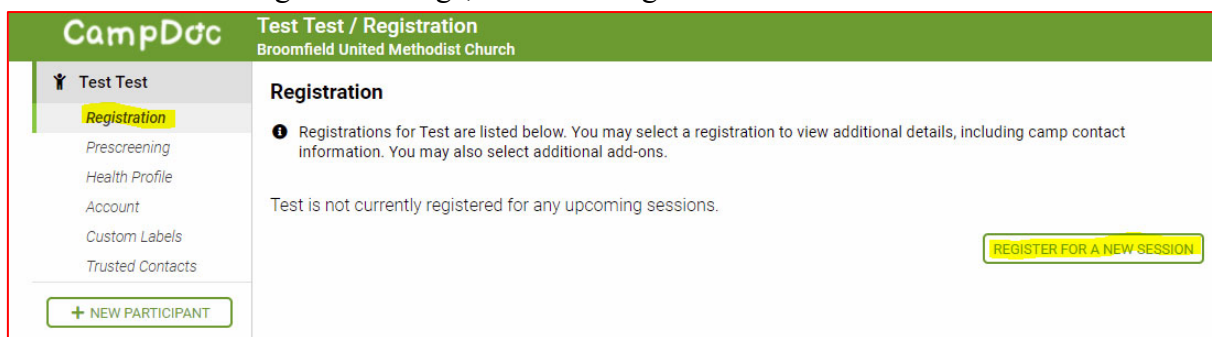 CampDoc
Test Test / Registration
Broomfield United Methodist Church
Test Test
Registration
Prescreening
Health Profile
Account
Custom Labels
Trusted Contacts
+ NEW PARTICIPANT
Registration
Registrations for Test are listed below. You may select a registration to view additional details, including camp contact
information. You may also select additional add-ons.
Test is not currently registered for any upcoming sessions.
REGISTER FOR A NEW SESSION